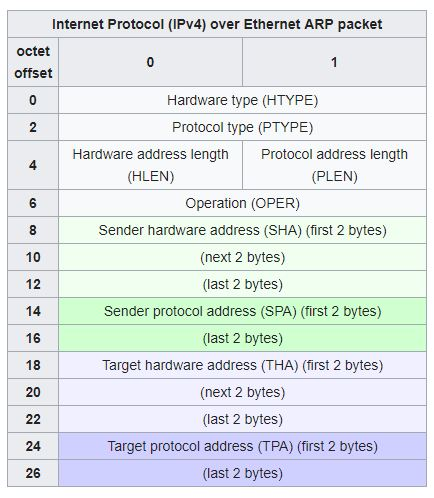 Internet Protocol (IPv4) over Ethernet ARP packet
octet offset 0 1
0 Hardware type (HTYPE)
2 Protocol type (PTYPE)
4 Hardware address length (HLEN) Protocol address length (PLEN)
6 Operation (OPER)
8 Sender hardware address (SHA) (first 2 bytes)
10 (next 2 bytes)
12 (last 2 bytes)
14 Sender protocol address (SPA) (first 2 bytes)
16 (last 2 bytes)
18 Target hardware address (THA) (first 2 bytes)
20 (next 2 bytes)
22 (last 2 bytes)
24 Target protocol address (TPA) (first 2 bytes)
26 (last 2 bytes)